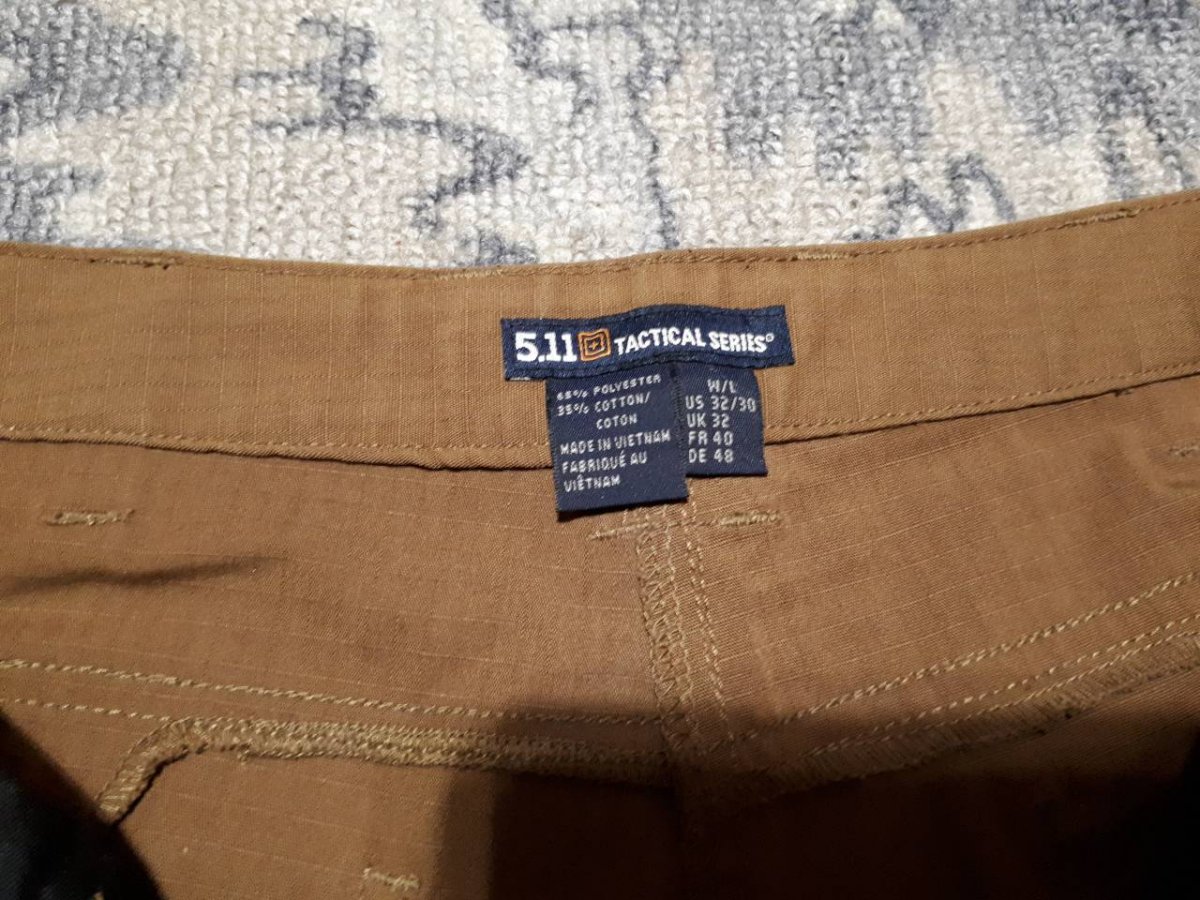 5.11 TACTICAL SERIES®
65% POLYESTER
35% COTTON/
COTON
MADE IN VIETNAM
FABRIQUÉ AU
VIÊTNAM
W/L
US 32/30
UK 32
FR 40
DE 48